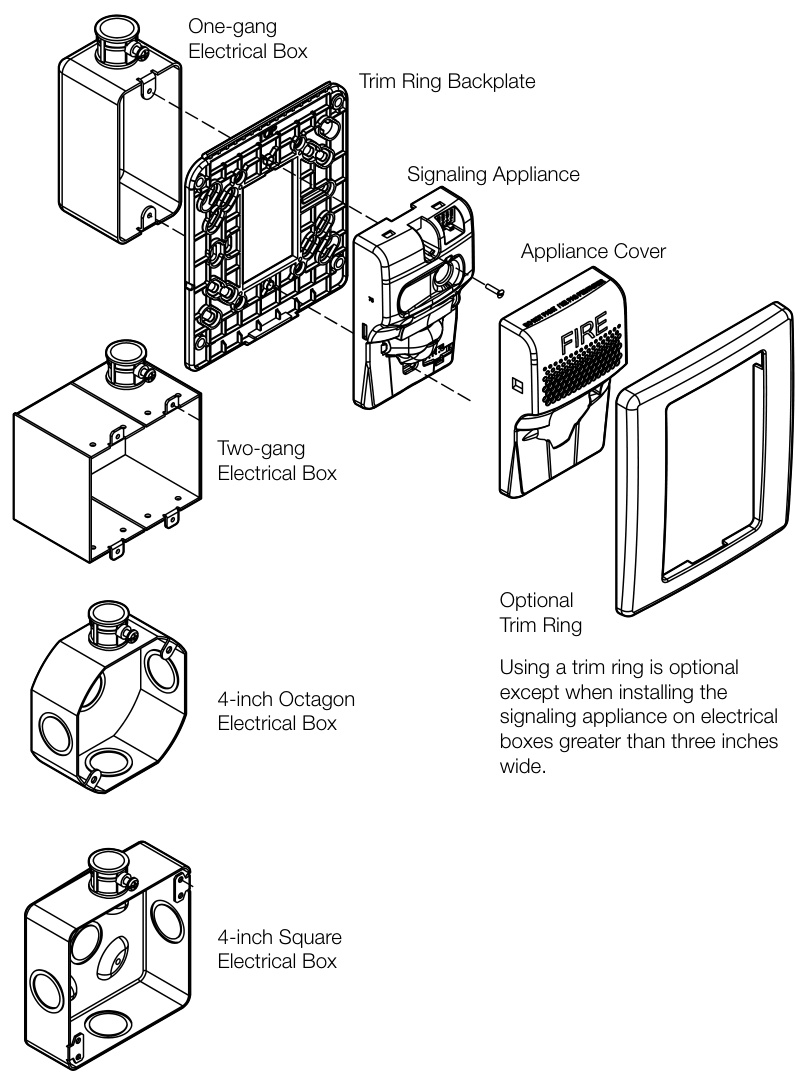 One-gang
Electrical Box
Trim Ring Backplate
Signaling Appliance
Appliance Cover
FIRE
Two-gang
Electrical Box
Optional
Trim Ring
Using a trim ring is optional
except when installing the
signaling appliance on electrical
boxes greater than three inches
wide.
4-inch Octagon
Electrical Box
4-inch Square
Electrical Box